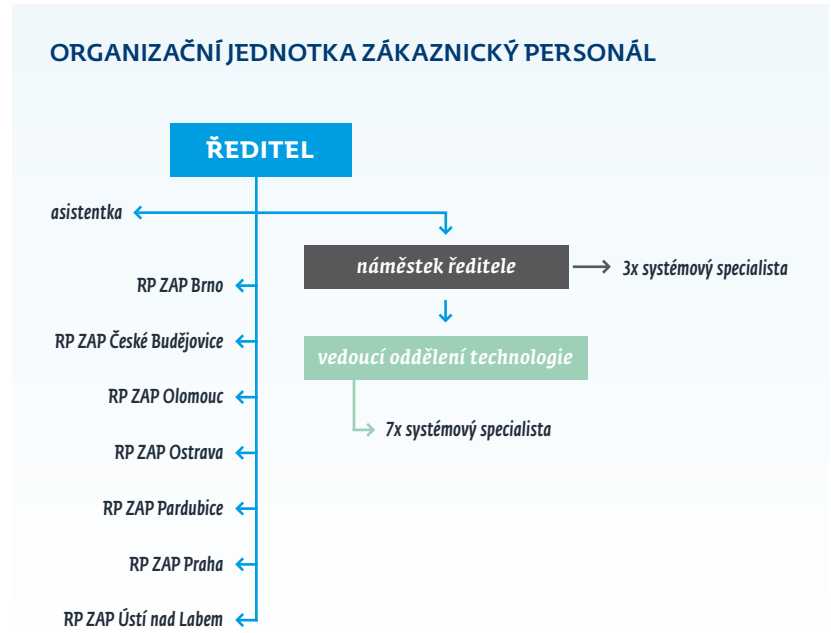 ORGANIZAČNÍ JEDNOTKA ZÁKAZNICKÝ PERSONÁL
ŘEDITEL
asistentka
náměstek ředitele
3x systémový specialista
RP ZAP Brno
RP ZAP České Budějovice
vedoucí oddělení technologie
RP ZAP Olomouc
7x systémový specialista
RP ZAP Ostrava
RP ZAP Pardubice
RP ZAP Praha
RP ZAP Ústí nad Labem